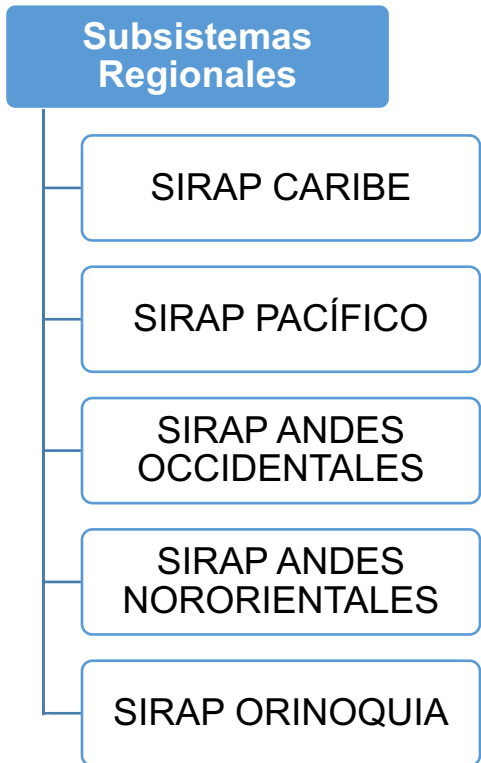 Subsistemas
Regionales
SIRAP CARIBE
SIRAP PACÍFICO
SIRAP ANDES
OCCIDENTALES
SIRAP ANDES
NORORIENTALES
SIRAP ORINOQUIA